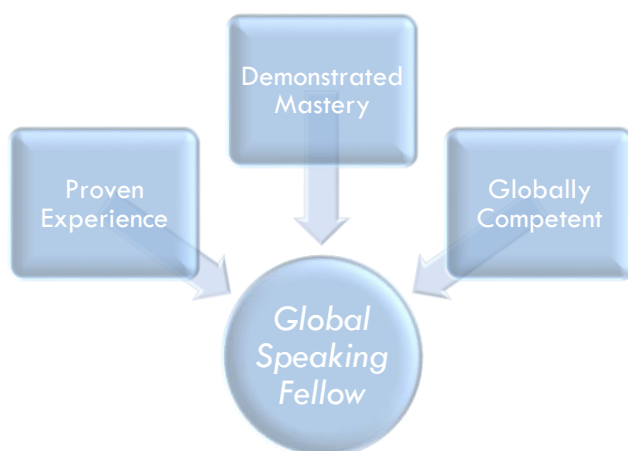 Demonstrated
Mastery
Proven
Experience
Globally
Competent
Global
Speaking
Fellow